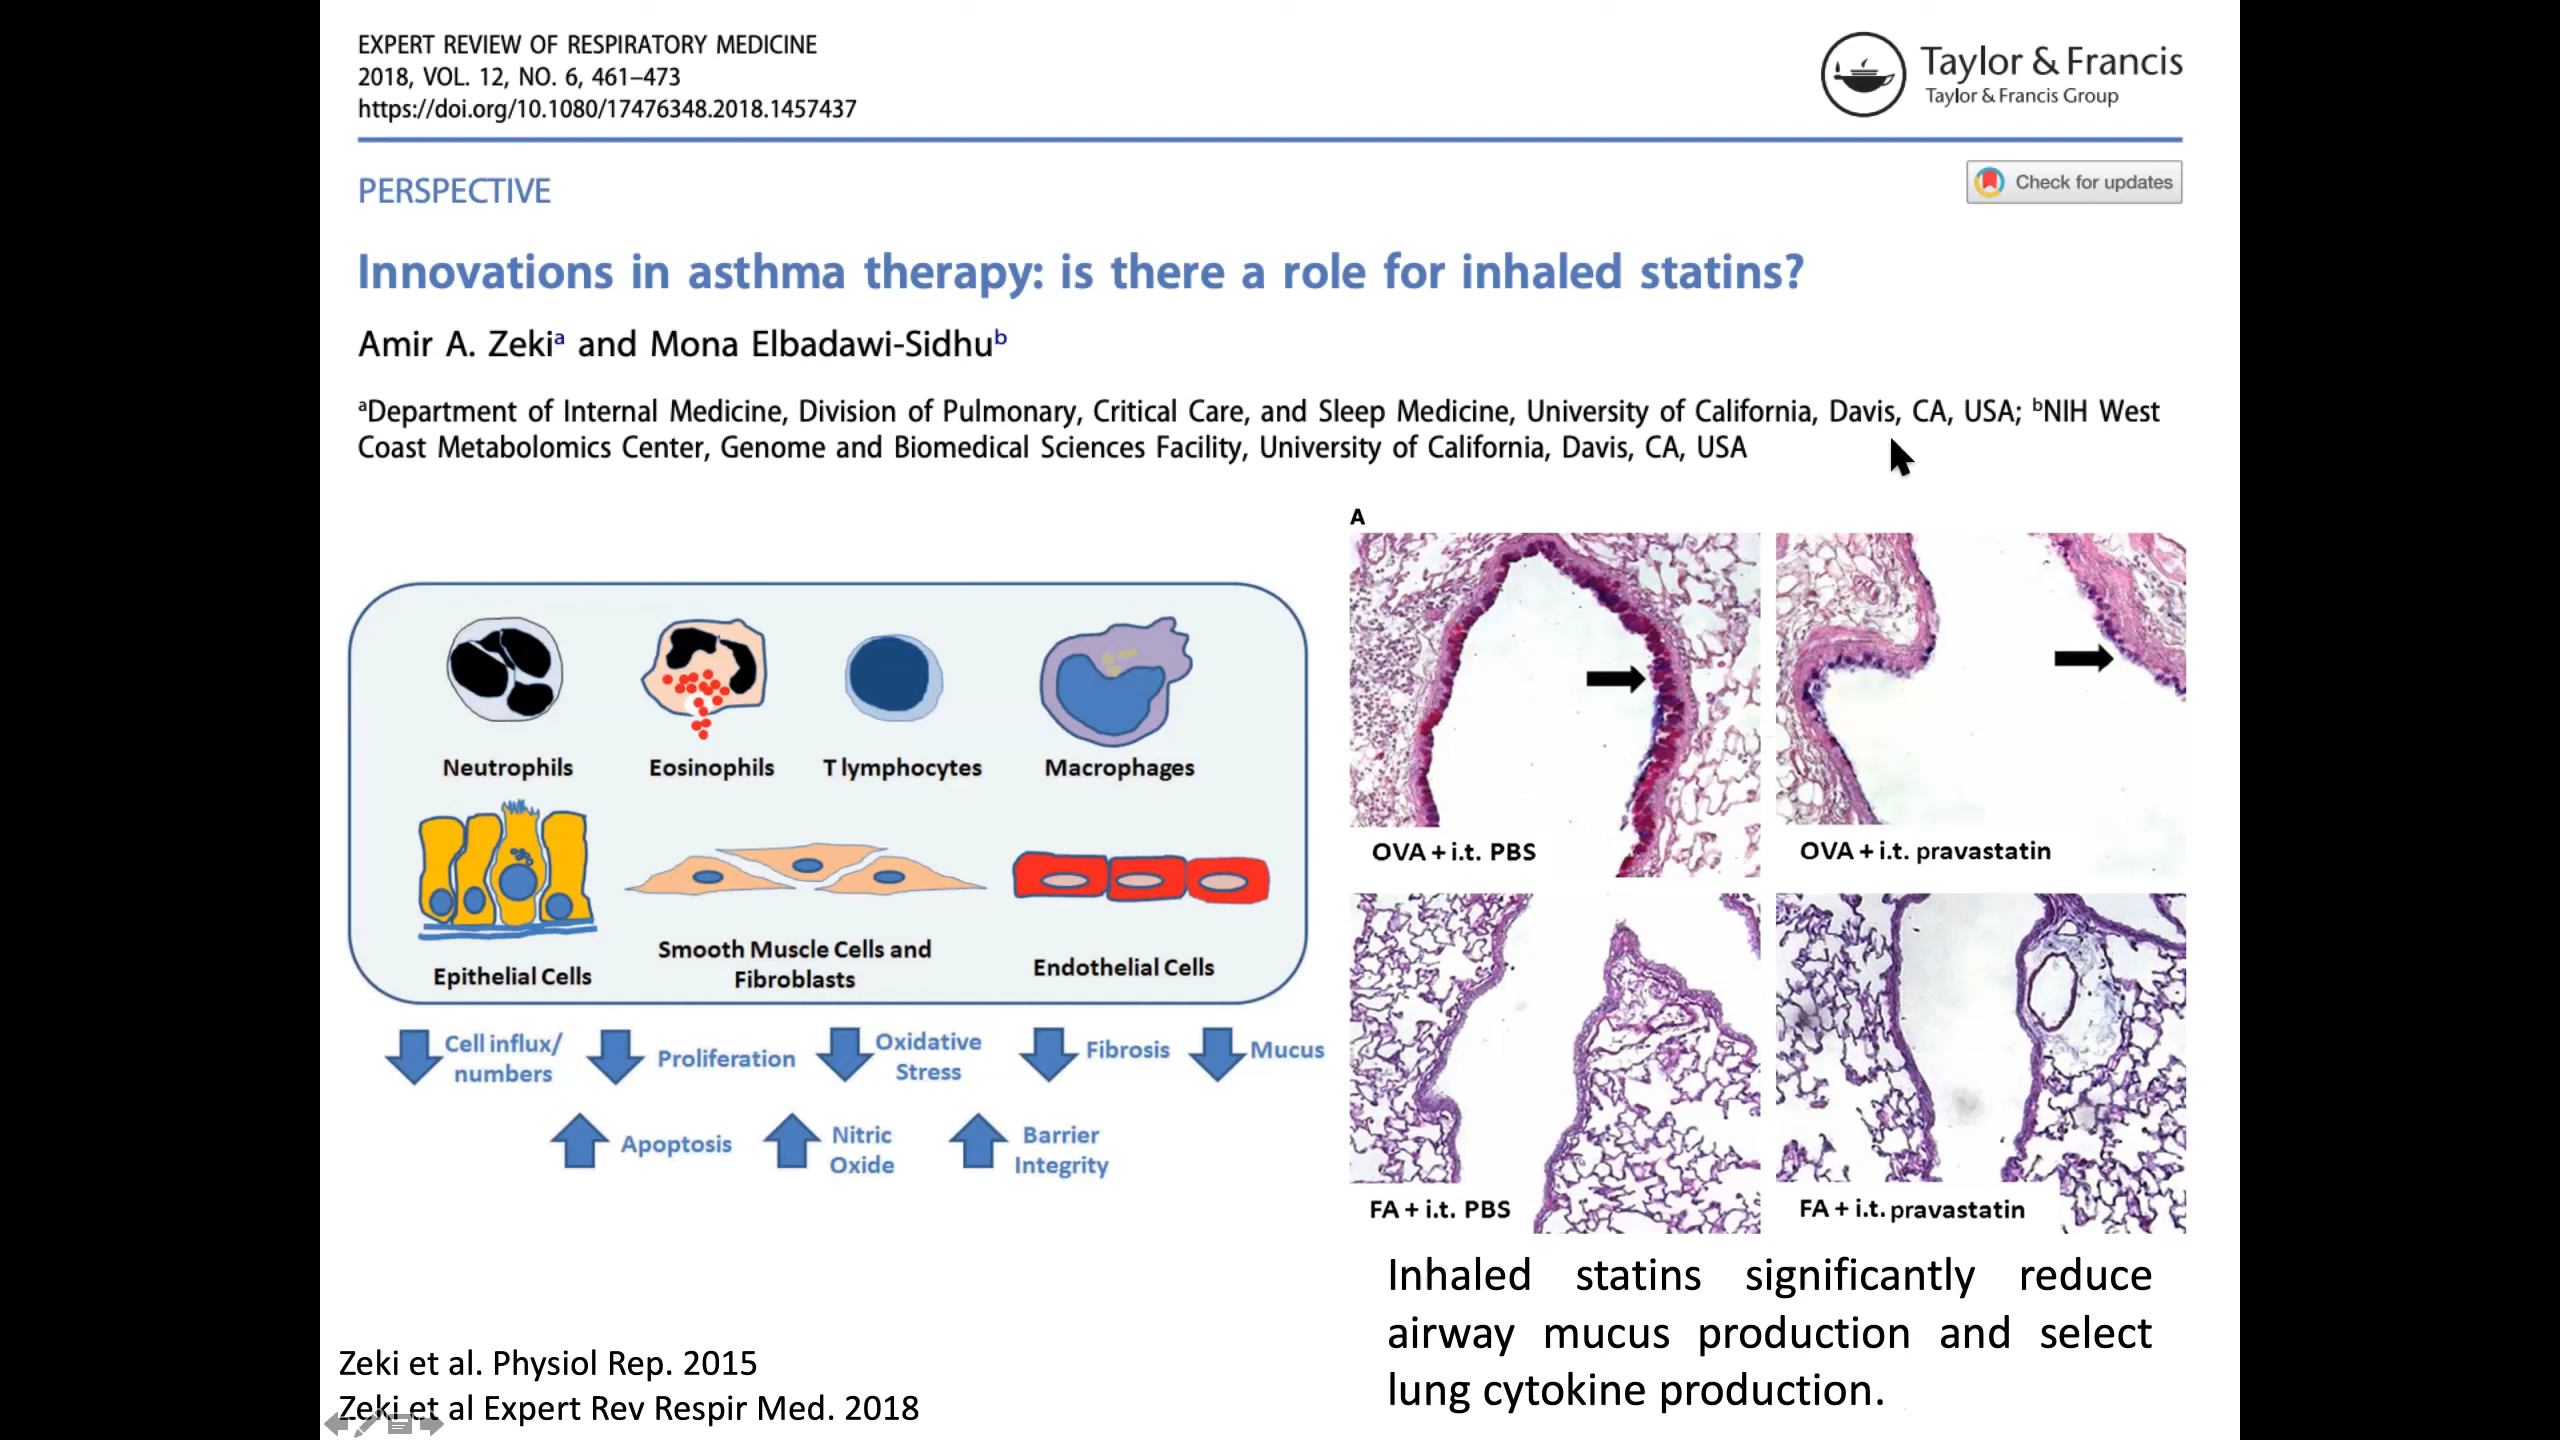 EXPERT REVIEW OF RESPIRATORY MEDICINE
2018, VOL. 12, NO. 6, 461–473
https://doi.org/10.1080/17476348.2018.1457437
Taylor & Francis
Taylor & Francis Group
PERSPECTIVE
Check for updates
Innovations in asthma therapy: is there a role for inhaled statins?
Amir A. Zekiᵃ and Mona Elbadawi-Sidhuᵇ
ᵃDepartment of Internal Medicine, Division of Pulmonary, Critical Care, and Sleep Medicine, University of California, Davis, CA, USA; ᵇNIH West
Coast Metabolomics Center, Genome and Biomedical Sciences Facility, University of California, Davis, CA, USA
Neutrophils
Eosinophils
T lymphocytes
Macrophages
Epithelial Cells
Smooth Muscle Cells and
Fibroblasts
Endothelial Cells
Cell influx/
numbers
Proliferation
Oxidative
Stress
Fibrosis
Mucus
Apoptosis
Nitric
Oxide
Barrier
Integrity
A
OVA + i.t. PBS
OVA + i.t. pravastatin
FA + i.t. PBS
FA + i.t. pravastatin
Inhaled statins significantly reduce
airway mucus production and select
lung cytokine production.
Zeki et al. Physiol Rep. 2015
Zeki et al Expert Rev Respir Med. 2018